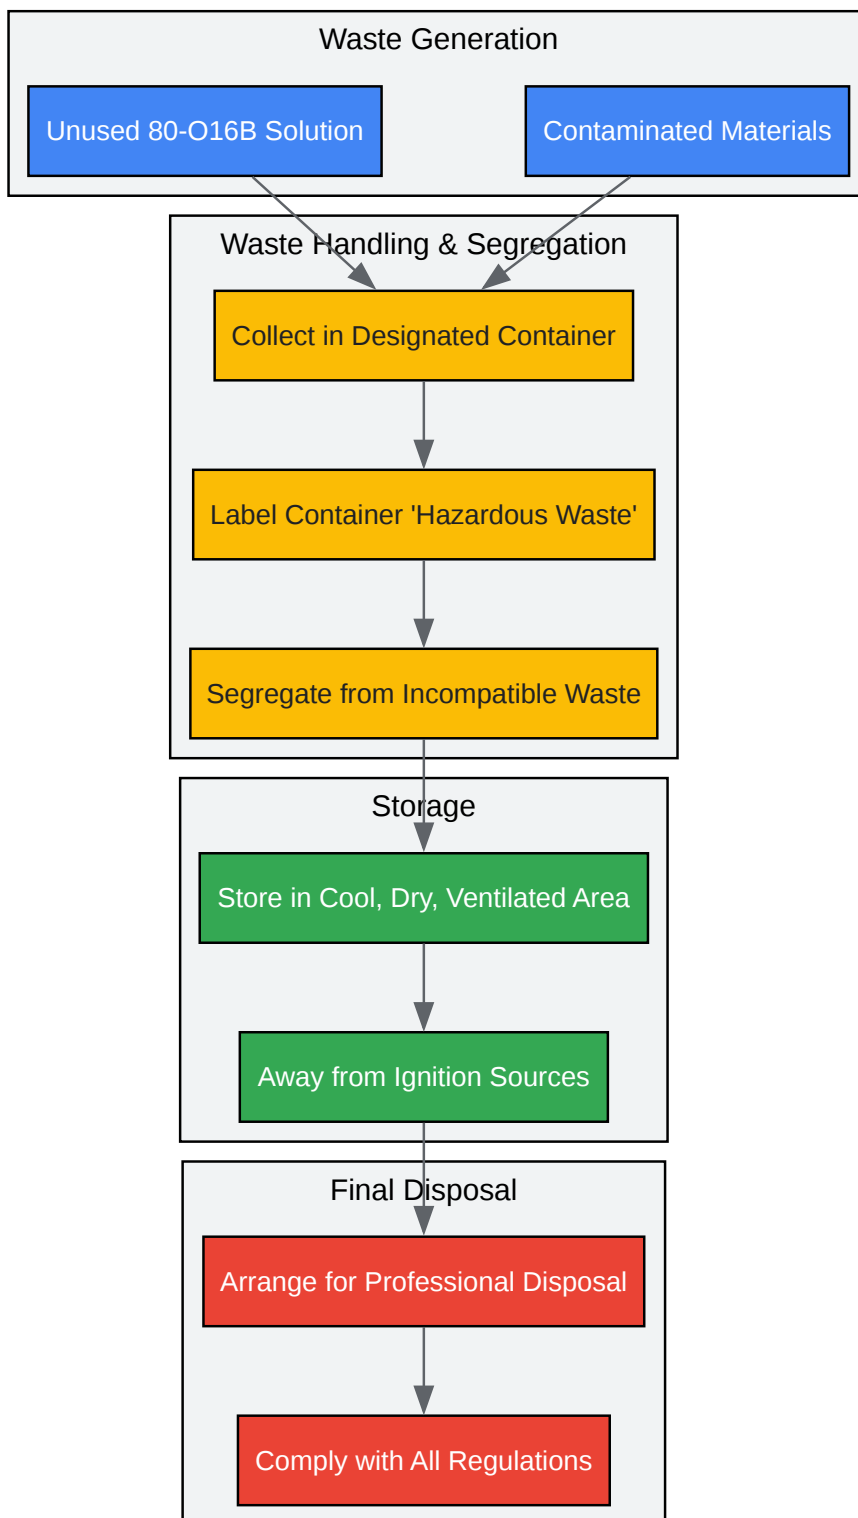 Waste Generation
Unused 80-O16B Solution
Contaminated Materials
Waste Handling & Segregation
Collect in Designated Container
Label Container 'Hazardous Waste'
Segregate from Incompatible Waste
Storage
Store in Cool, Dry, Ventilated Area
Away from Ignition Sources
Final Disposal
Arrange for Professional Disposal
Comply with All Regulations